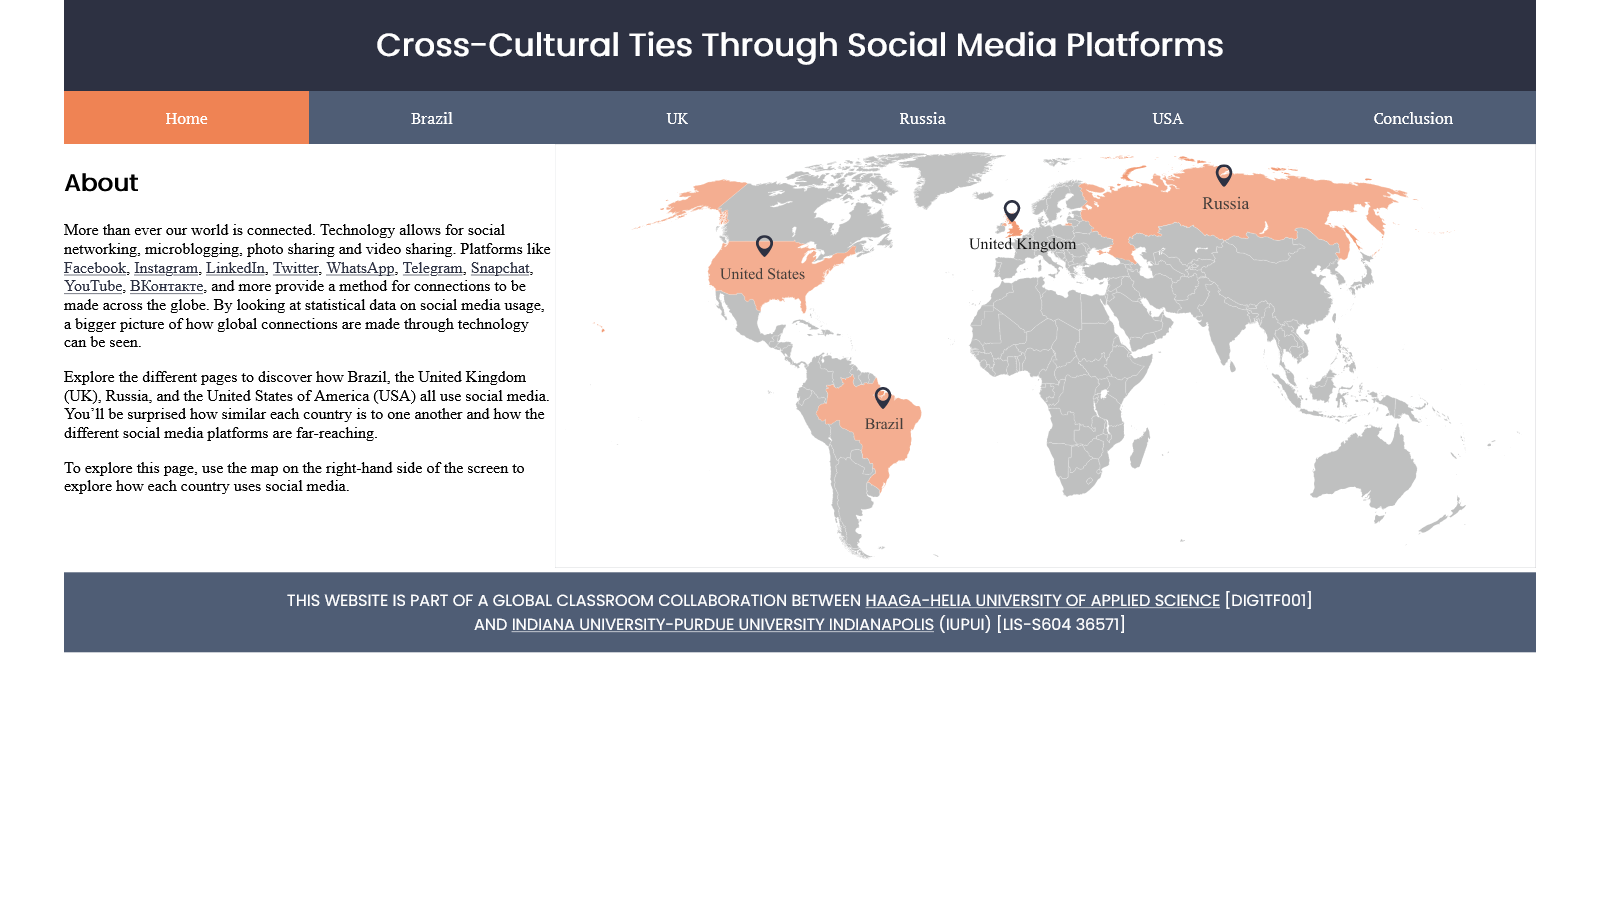 Cross-Cultural Ties Through Social Media Platforms
Home
Brazil
UK
Russia
USA
Conclusion
About
More than ever our world is connected. Technology allows for social
networking, microblogging, photo sharing and video sharing. Platforms like
Facebook, Instagram, LinkedIn, Twitter, WhatsApp, Telegram, Snapchat,
YouTube, ВКонтакте, and more provide a method for connections to be
made across the globe. By looking at statistical data on social media usage,
a bigger picture of how global connections are made through technology
can be seen.
Explore the different pages to discover how Brazil, the United Kingdom
(UK), Russia, and the United States of America (USA) all use social media.
You’ll be surprised how similar each country is to one another and how the
different social media platforms are far-reaching.
To explore this page, use the map on the right-hand side of the screen to
explore how each country uses social media.
Russia
United Kingdom
United States
Brazil
THIS WEBSITE IS PART OF A GLOBAL CLASSROOM COLLABORATION BETWEEN HAAGA-HELIA UNIVERSITY OF APPLIED SCIENCE [DIG1TF001]
AND INDIANA UNIVERSITY-PURDUE UNIVERSITY INDIANAPOLIS (IUPUI) [LIS-S604 36571]